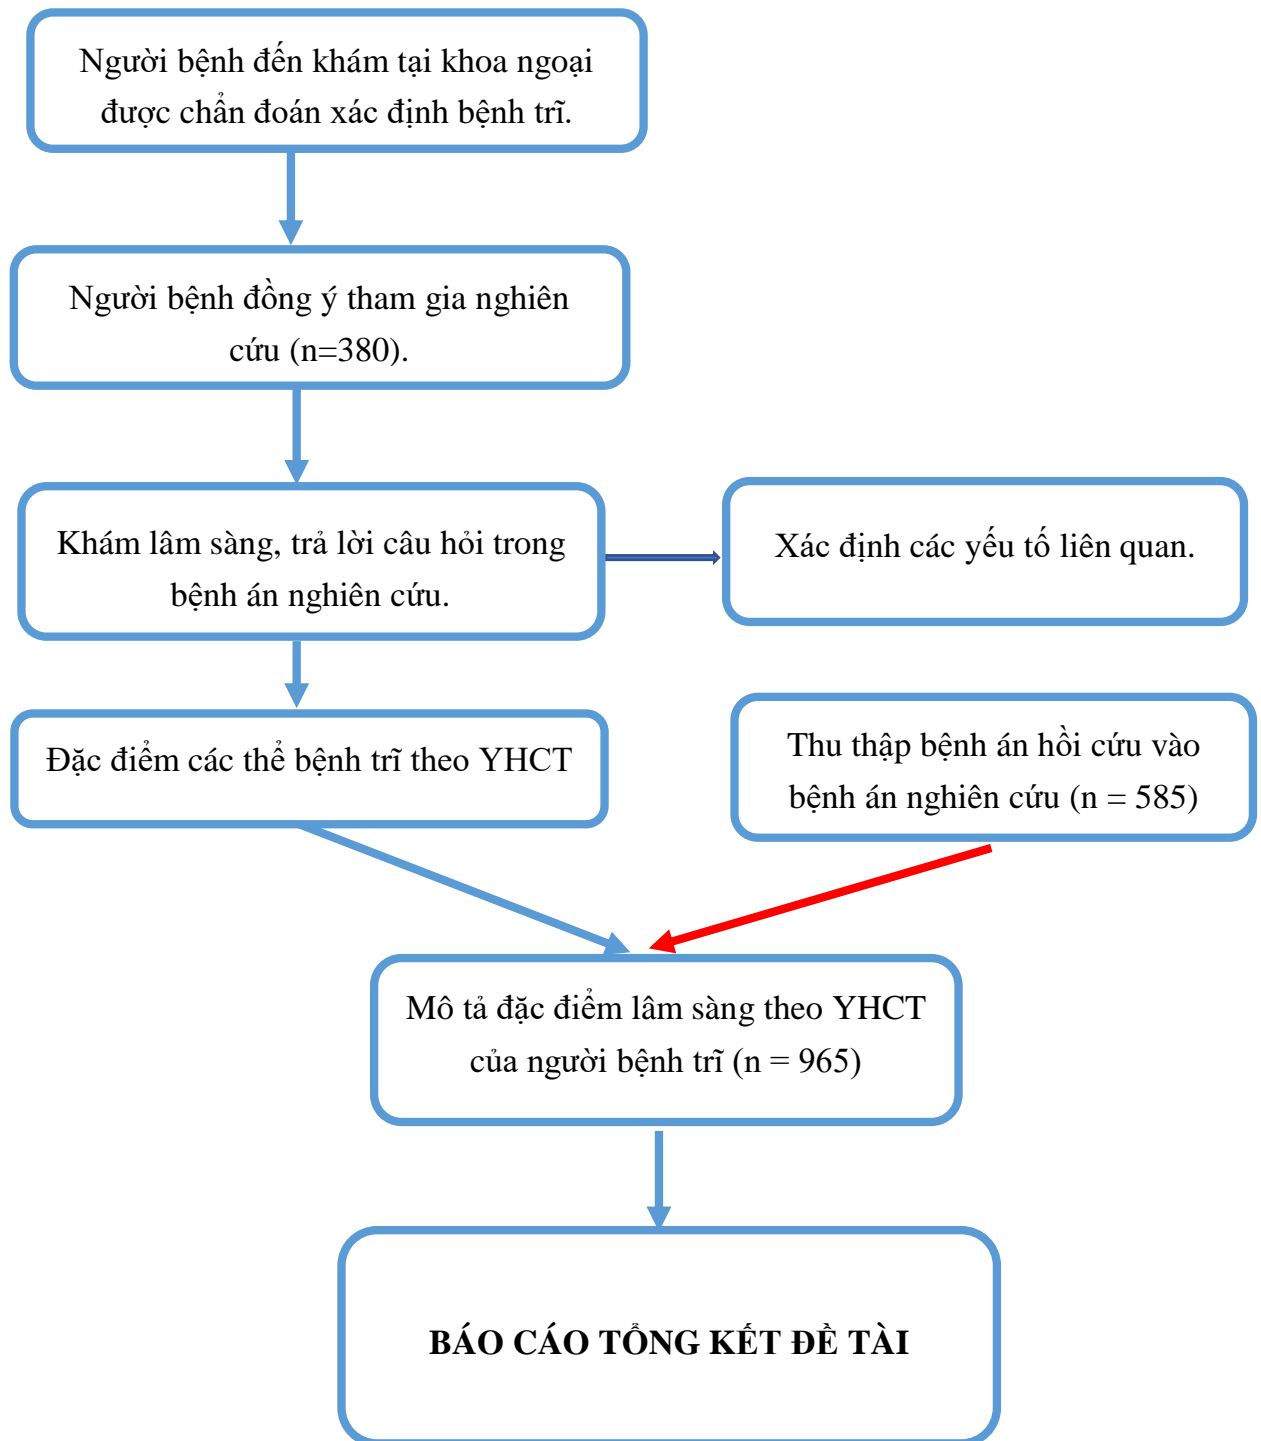 Người bệnh đến khám tại khoa ngoại
được chẩn đoán xác định bệnh trĩ.
Người bệnh đồng ý tham gia nghiên
cứu (n=380).
Khám lâm sàng, trả lời câu hỏi trong
bệnh án nghiên cứu.
Xác định các yếu tố liên quan.
Đặc điểm các thể bệnh trĩ theo YHCT
Thu thập bệnh án hồi cứu vào
bệnh án nghiên cứu (n = 585)
Mô tả đặc điểm lâm sàng theo YHCT
của người bệnh trĩ (n = 965)
BÁO CÁO TỔNG KẾT ĐỀ TÀI